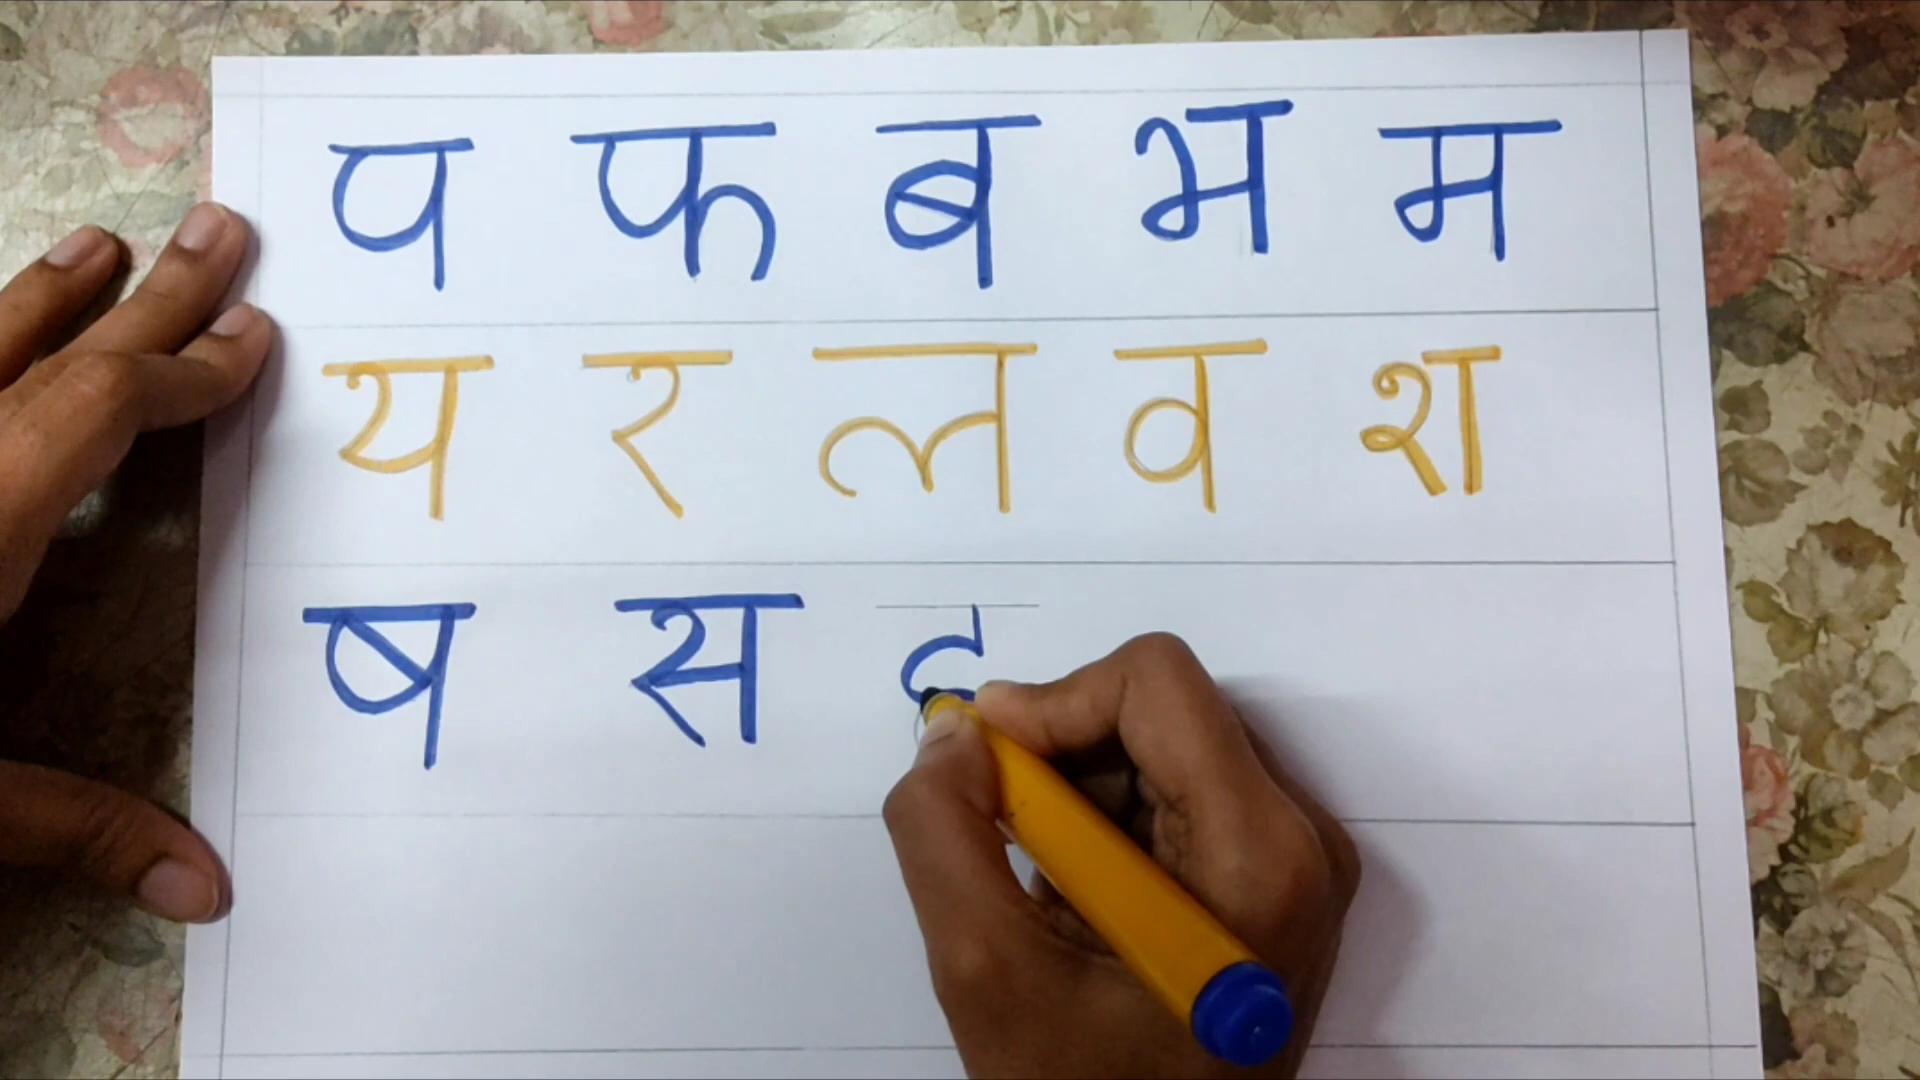 प फ ब भ म
य र ल व श
ष स